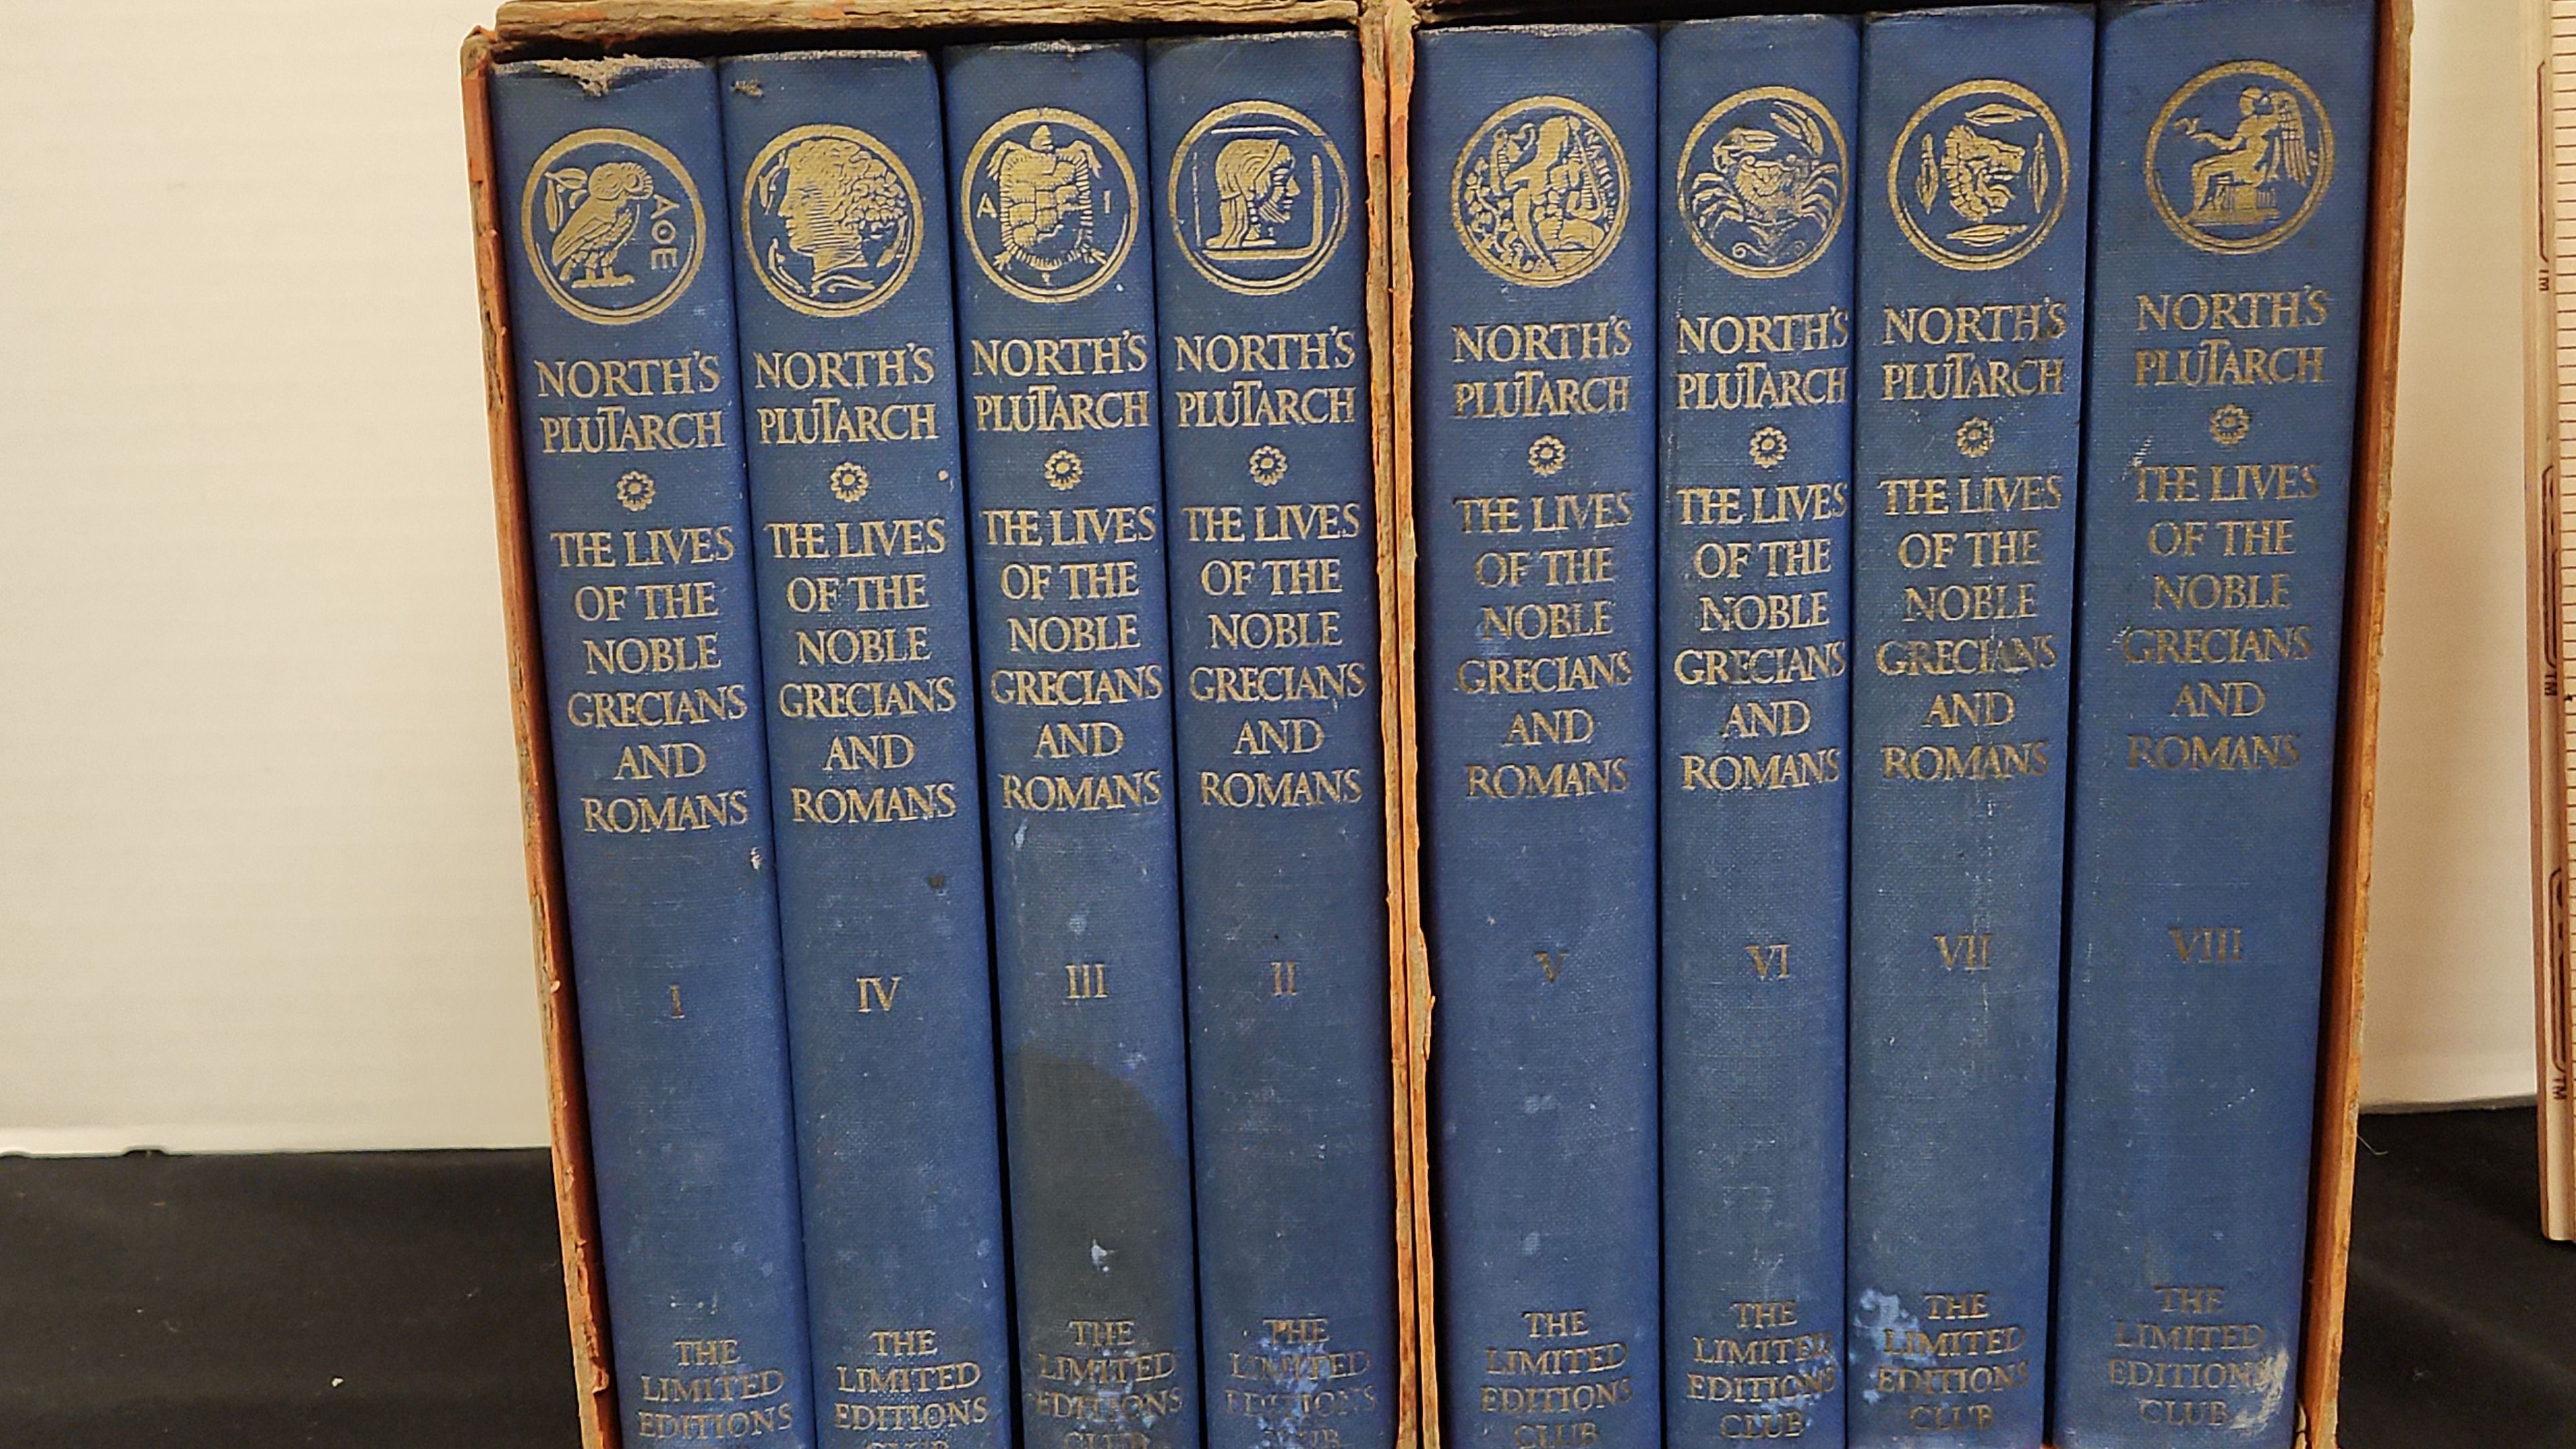 ΑΘΕ
NORTH'S
PLUTARCH
THE LIVES
OF THE
NOBLE
GRECIANS
AND
ROMANS
I
THE
LIMITED
EDITIONS
NORTH'S
PLUTARCH
THE LIVES
OF THE
NOBLE
GRECIANS
AND
ROMANS
IV
THE
LIMITED
EDITIONS
CLUB
A I
NORTH'S
PLUTARCH
THE LIVES
OF THE
NOBLE
GRECIANS
AND
ROMANS
III
THE
LIMITED
EDITIONS
CLUB
NORTH'S
PLUTARCH
THE LIVES
OF THE
NOBLE
GRECIANS
AND
ROMANS
II
THE
LIMITED
EDITIONS
CLUB
NORTH'S
PLUTARCH
THE LIVES
OF THE
NOBLE
GRECIANS
AND
ROMANS
V
THE
LIMITED
EDITIONS
CLUB
NORTH'S
PLUTARCH
THE LIVES
OF THE
NOBLE
GRECIANS
AND
ROMANS
VI
THE
LIMITED
EDITIONS
CLUB
NORTH'S
PLUTARCH
THE LIVES
OF THE
NOBLE
GRECIANS
AND
ROMANS
VII
THE
LIMITED
EDITIONS
CLUB
NORTH'S
PLUTARCH
THE LIVES
OF THE
NOBLE
GRECIANS
AND
ROMANS
VIII
THE
LIMITED
EDITIONS
CLUB
TM
TM
TM